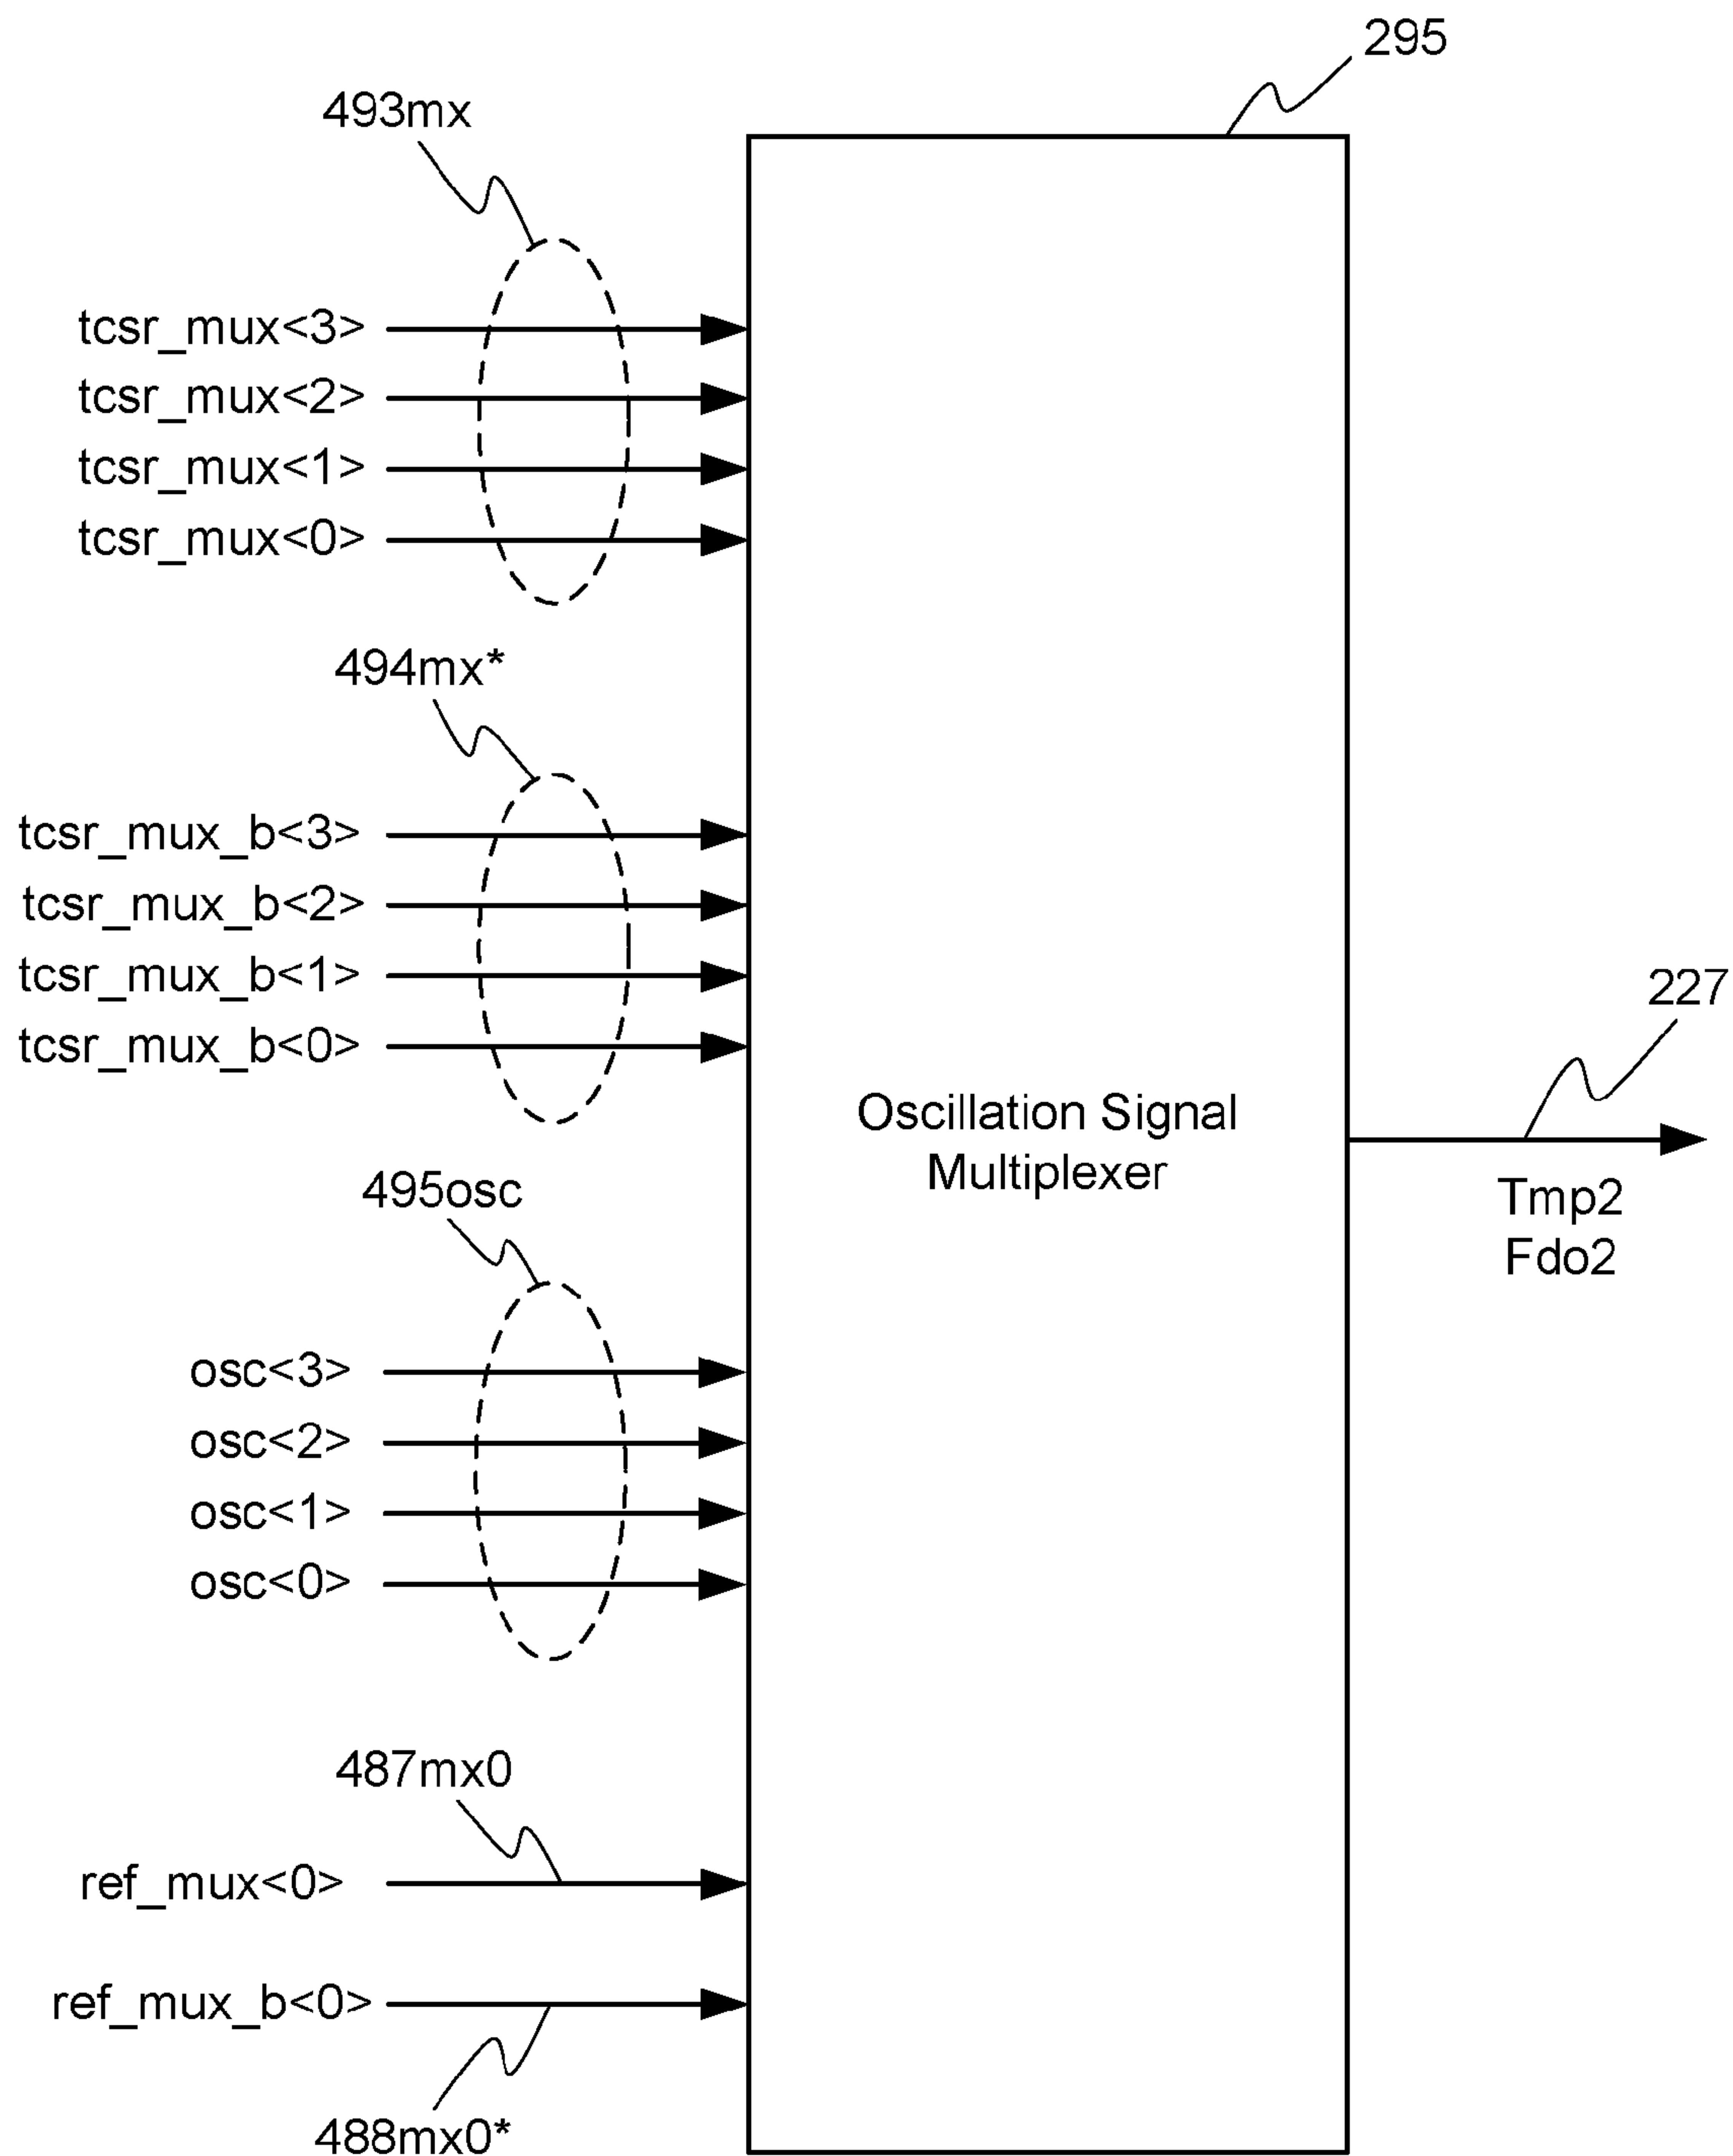 295
493mx
tcsr_mux<3>
tcsr_mux<2>
tcsr_mux<1>
tcsr_mux<0>
494mx*
tcsr_mux_b<3>
tcsr_mux_b<2>
tcsr_mux_b<1>
tcsr_mux_b<0>
227
Oscillation Signal
Multiplexer
Tmp2
Fdo2
495osc
osc<3>
osc<2>
osc<1>
osc<0>
487mx0
ref_mux<0>
ref_mux_b<0>
488mx0*